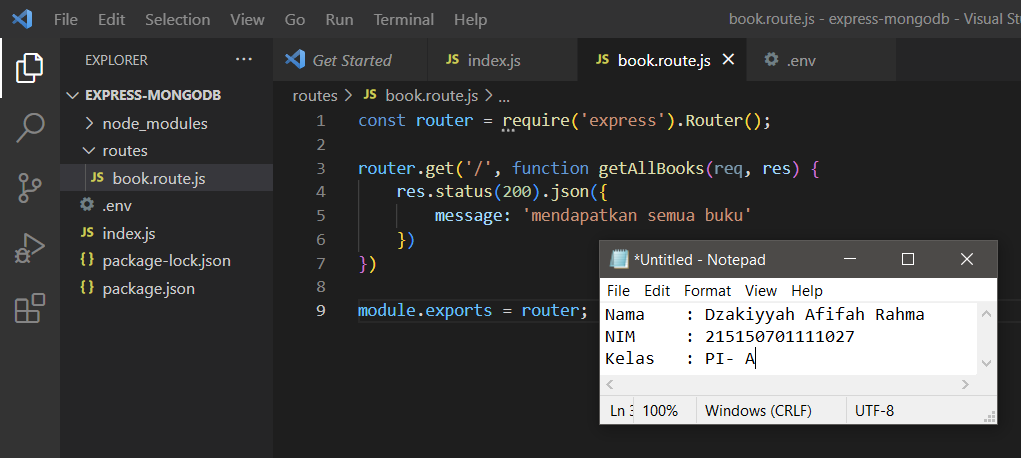 File Edit Selection View Go Run Terminal Help
book.route.js - express-mongodb - Visual
EXPLORER ...
Get Started JS index.js JS book.route.js .env
EXPRESS-MONGODB
node_modules
routes
JS book.route.js
.env
JS index.js
{} package-lock.json
{} package.json
routes > JS book.route.js > ...
1 const router = require('express').Router();
2
3 router.get('/', function getAllBooks(req, res) {
4 res.status(200).json({
5 message: 'mendapatkan semua buku'
6 })
7 })
8
9 module.exports = router;
*Untitled - Notepad
File Edit Format View Help
Nama : Dzakiyyah Afifah Rahma
NIM : 215150701111027
Kelas : PI- A
Ln 100% Windows (CRLF) UTF-8